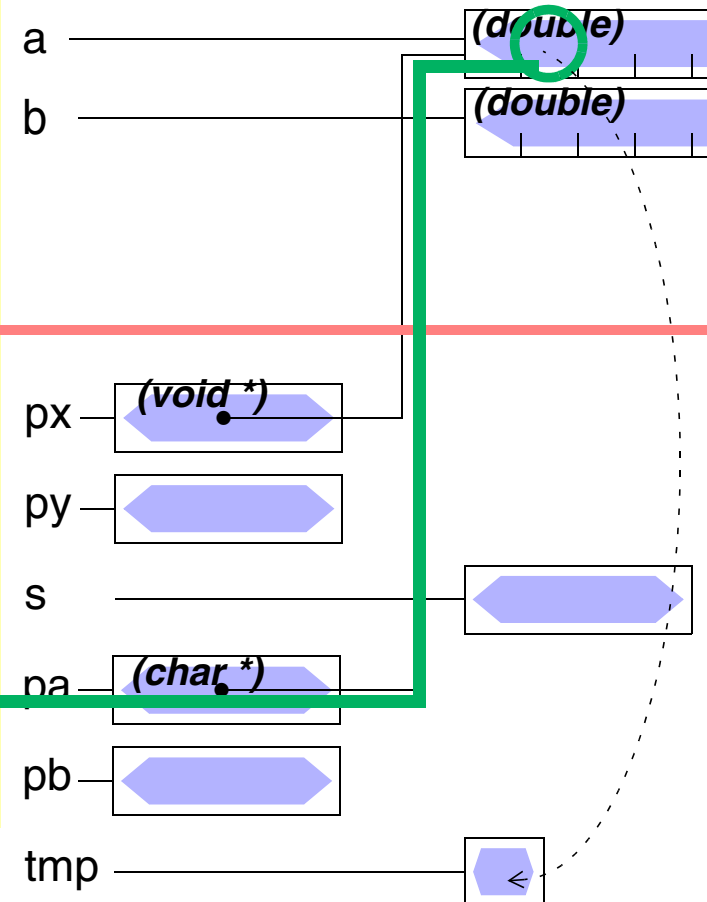 a (double)
b (double)
px (void *)
py
s
pa (char *)
pb
tmp